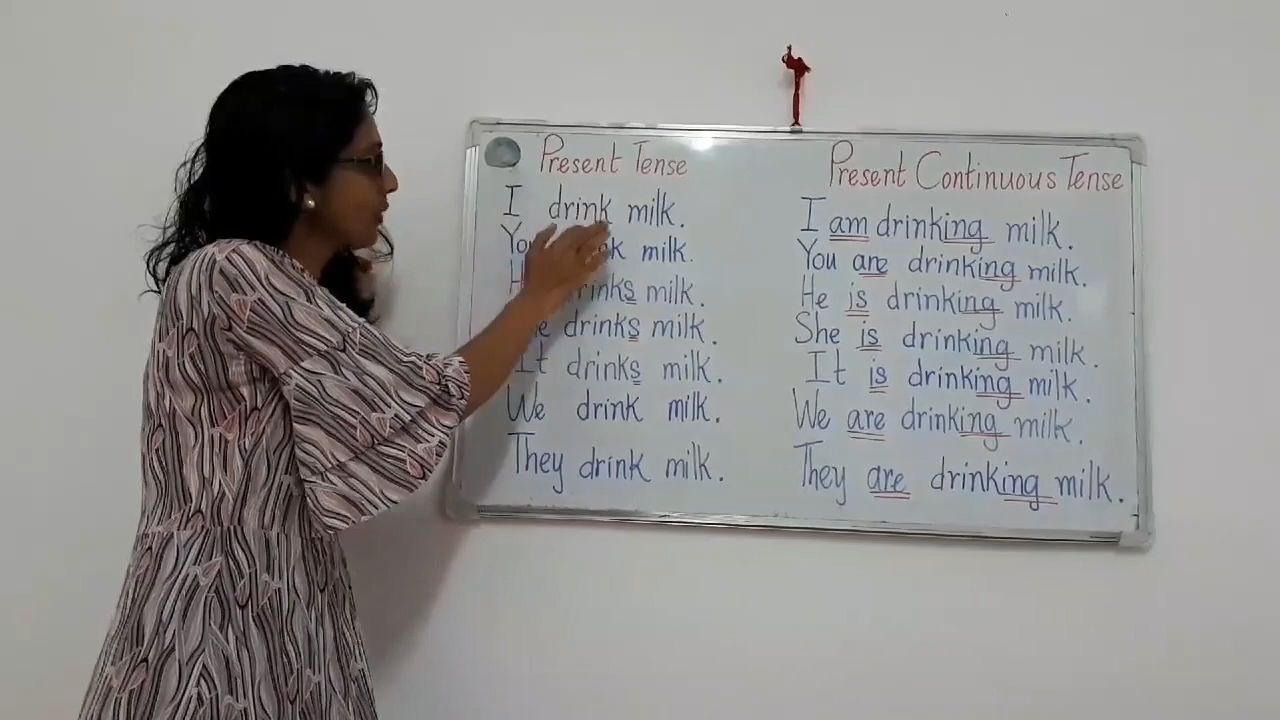 Present Tense
I drink milk.
You milk.
drinks milk.
drinks milk.
It drinks milk.
We drink milk.
They drink milk.
Present Continuous Tense
I am drinking milk.
You are drinking milk.
He is drinking milk.
She is drinking milk.
It is drinking milk.
We are drinking milk.
They are drinking milk.